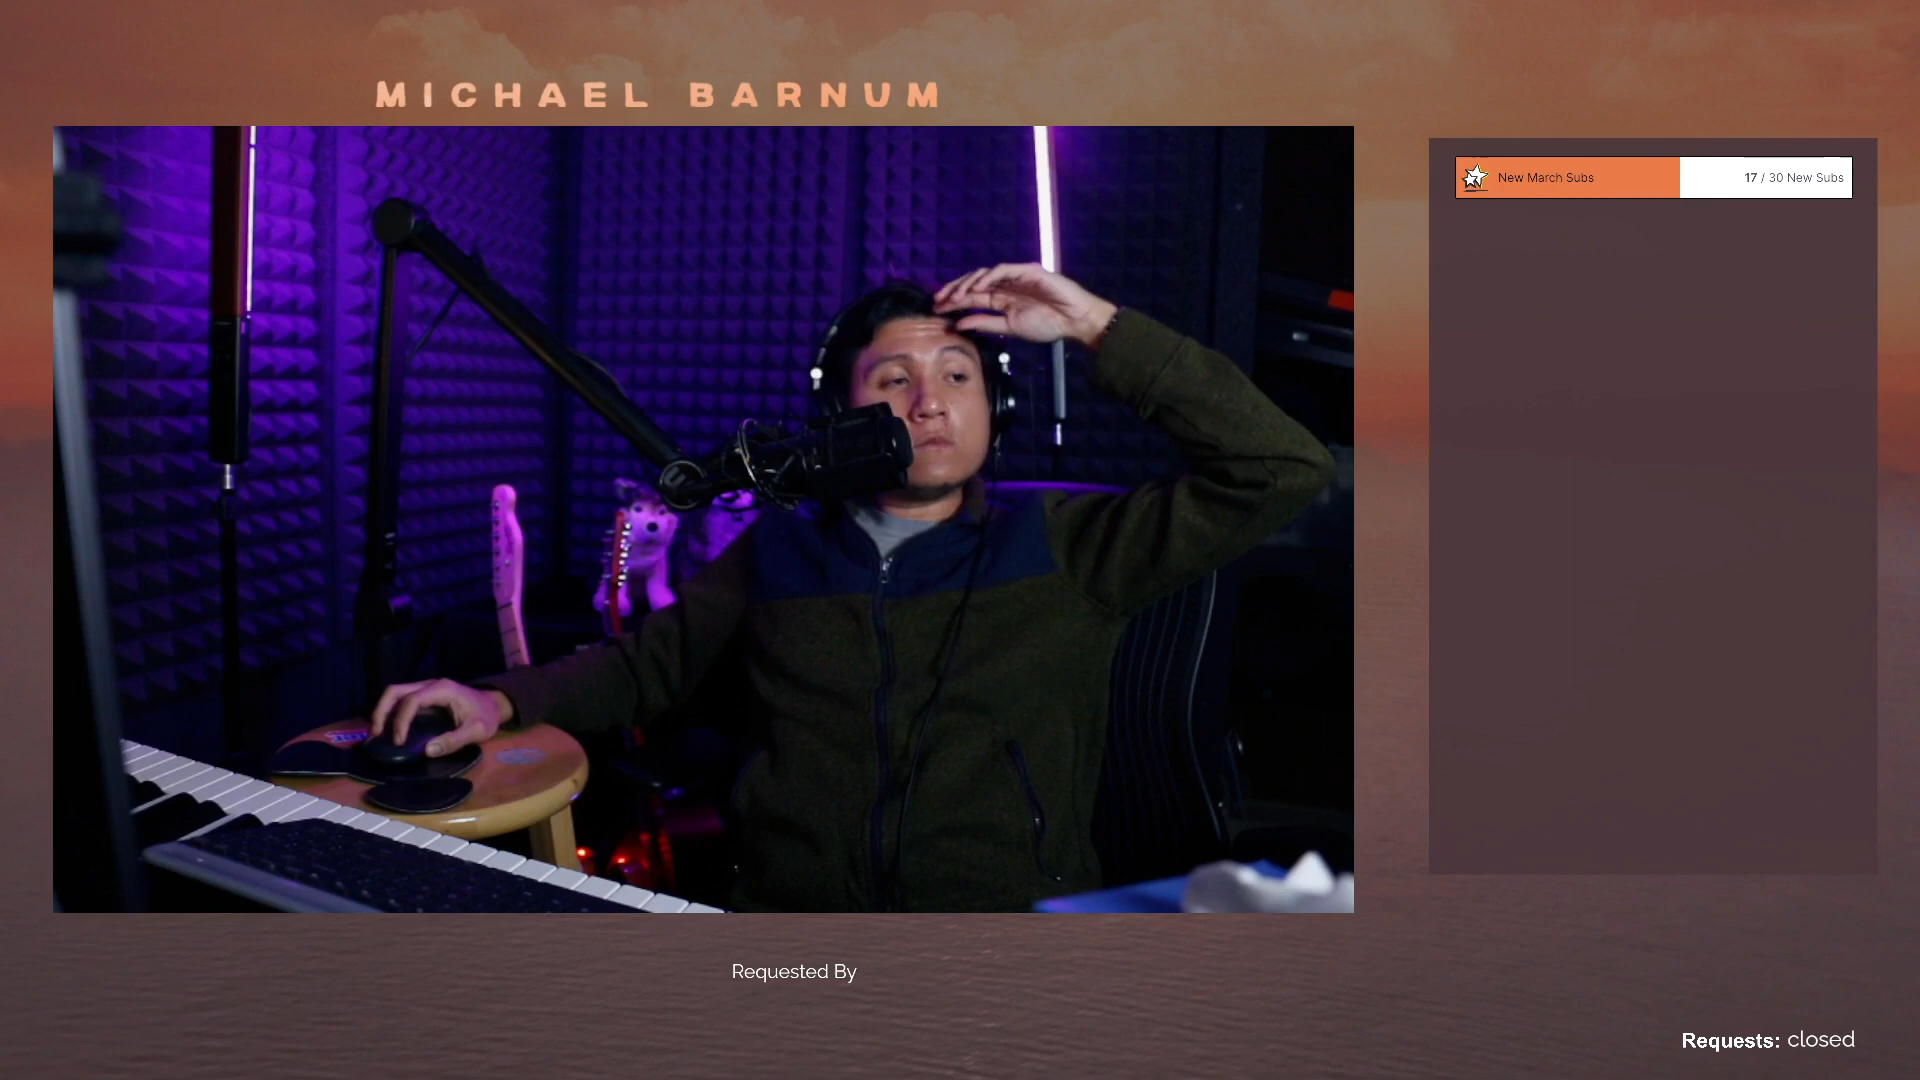 MICHAEL BARNUM
New March Subs
17 / 30 New Subs
Requested By
Requests: closed